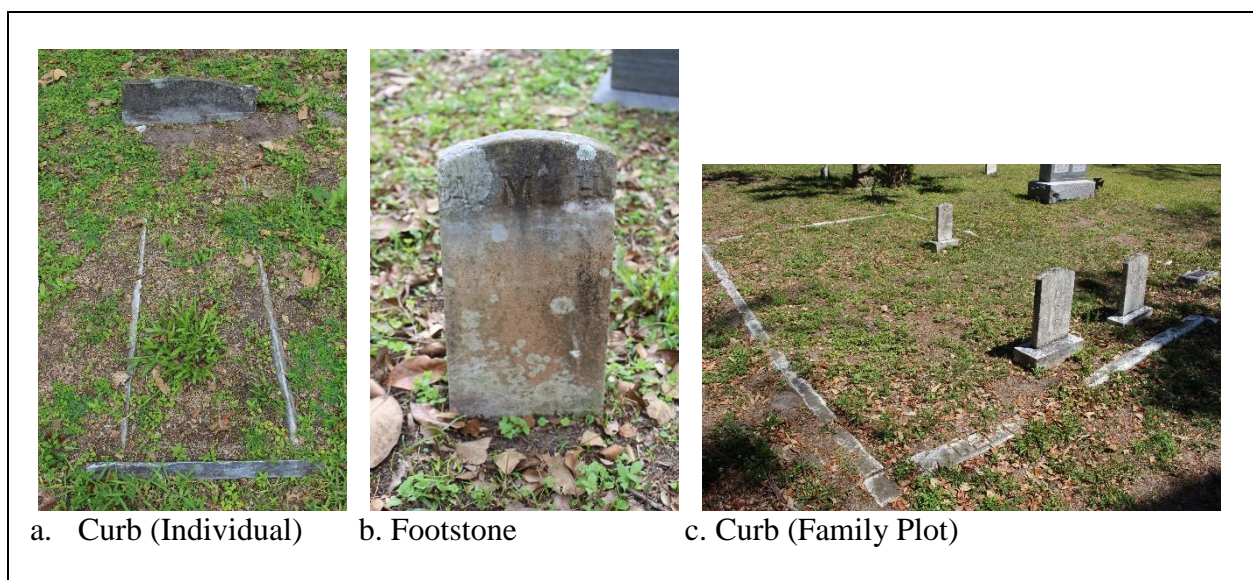 A M H
a. Curb (Individual)
b. Footstone
c. Curb (Family Plot)